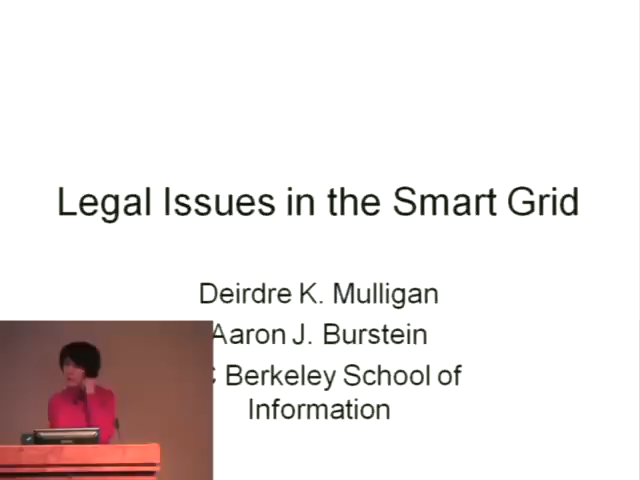 Legal Issues in the Smart Grid
Deirdre K. Mulligan
Aaron J. Burstein
Berkeley School of
Information